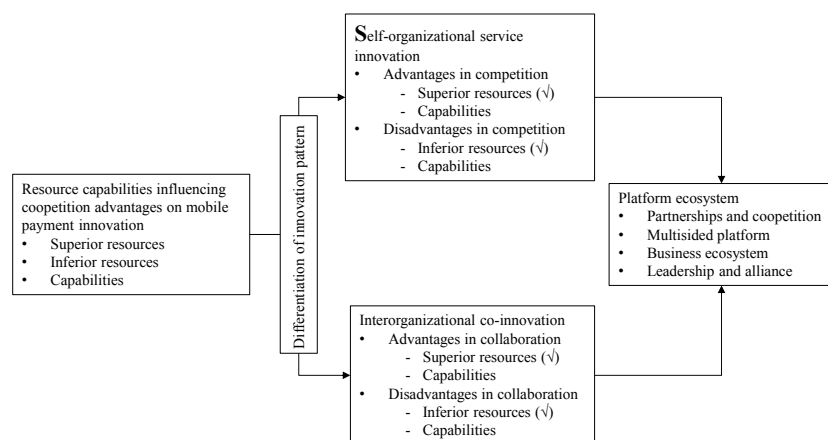 Self-organizational service
innovation
• Advantages in competition
- Superior resources (√)
- Capabilities
• Disadvantages in competition
- Inferior resources (√)
- Capabilities
Resource capabilities influencing
coopetition advantages on mobile
payment innovation
• Superior resources
• Inferior resources
• Capabilities
Differentiation of innovation pattern
Platform ecosystem
• Partnerships and coopetition
• Multisided platform
• Business ecosystem
• Leadership and alliance
Interorganizational co-innovation
• Advantages in collaboration
- Superior resources (√)
- Capabilities
• Disadvantages in collaboration
- Inferior resources (√)
- Capabilities